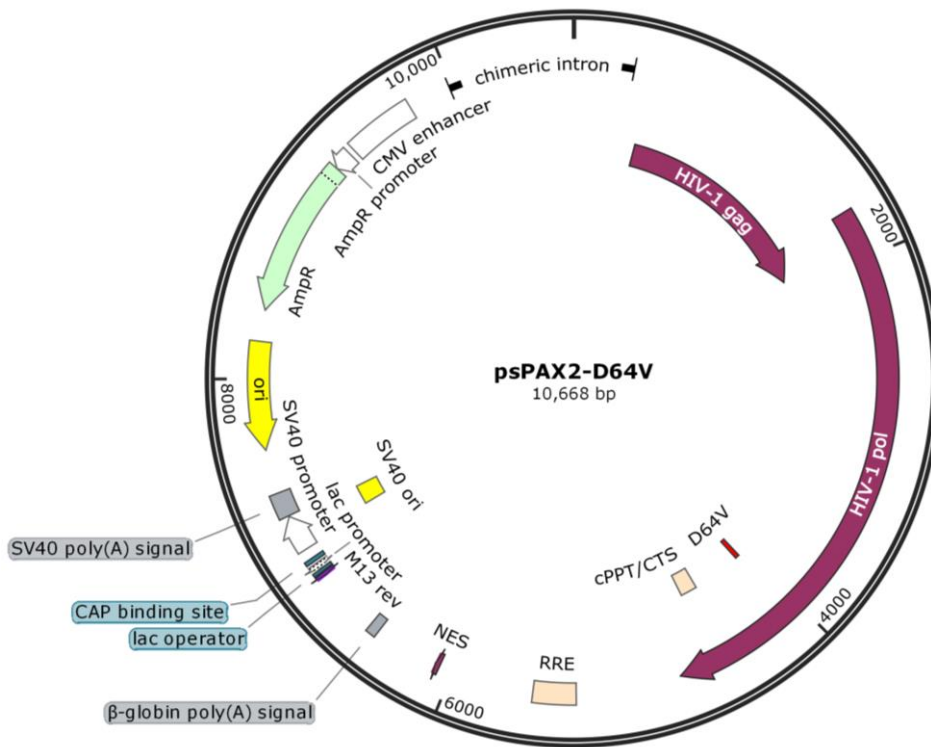 10,000
chimeric intron
CMV enhancer
AmpR promoter
AmpR
HIV-1 gag
2000
psPAX2-D64V
10,668 bp
8000
ori
SV40 promoter
SV40 ori
lac promoter
M13 rev
HIV-1 pol
D64V
cPPT/CTS
SV40 poly(A) signal
CAP binding site
lac operator
4000
NES
RRE
β-globin poly(A) signal
6000